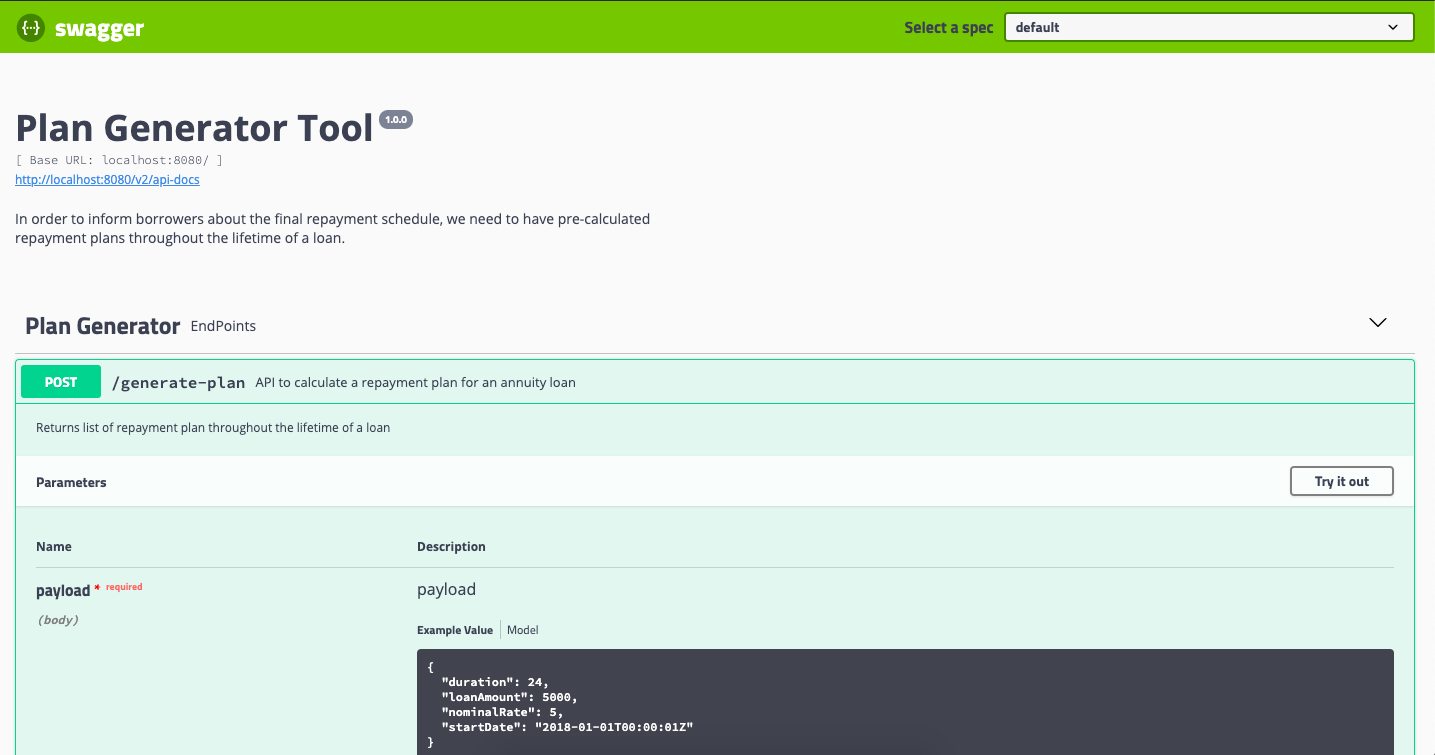 {··} swagger
Select a spec
default
Plan Generator Tool 1.0.0
[ Base URL: localhost:8080/ ]
http://localhost:8080/v2/api-docs
In order to inform borrowers about the final repayment schedule, we need to have pre-calculated
repayment plans throughout the lifetime of a loan.
Plan Generator EndPoints
POST /generate-plan API to calculate a repayment plan for an annuity loan
Returns list of repayment plan throughout the lifetime of a loan
Parameters
Try it out
Name Description
payload * required
payload
(body)
Example Value Model
{
"duration": 24,
"loanAmount": 5000,
"nominalRate": 5,
"startDate": "2018-01-01T00:00:01Z"
}